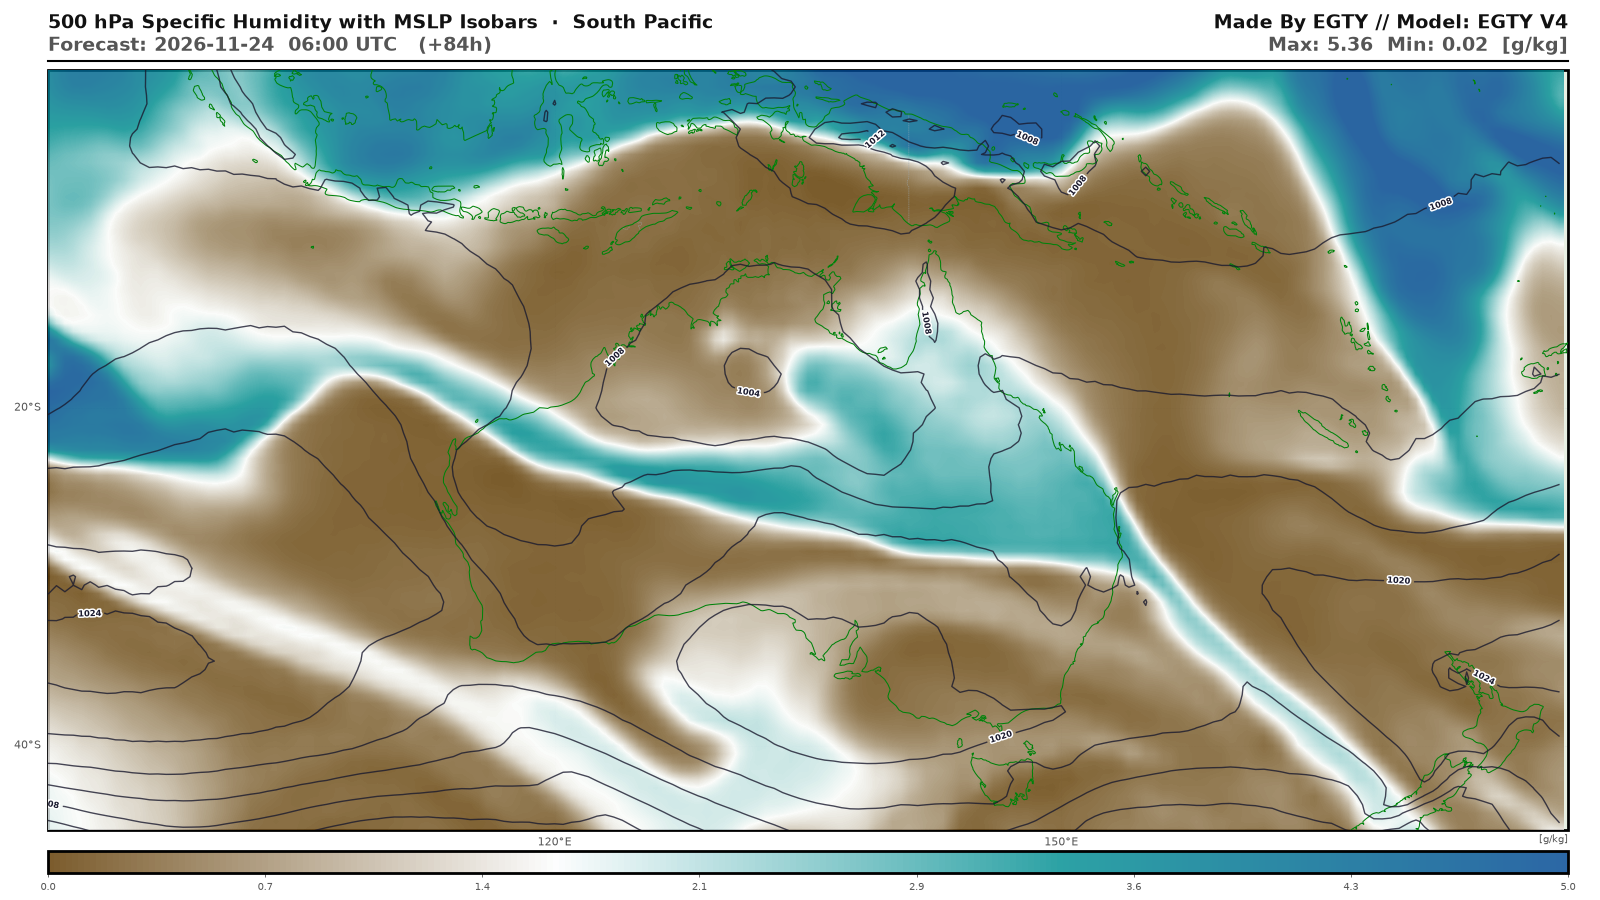 500 hPa Specific Humidity with MSLP Isobars · South Pacific
Made By EGTY // Model: EGTY V4
Forecast: 2026-11-24 06:00 UTC (+84h)
Max: 5.36 Min: 0.02 [g/kg]
1012
1008
1008
1008
1008
1008
1004
20°S
1020
1024
1024
1020
40°S
08
120°E
150°E
[g/kg]
0.0
0.7
1.4
2.1
2.9
3.6
4.3
5.0